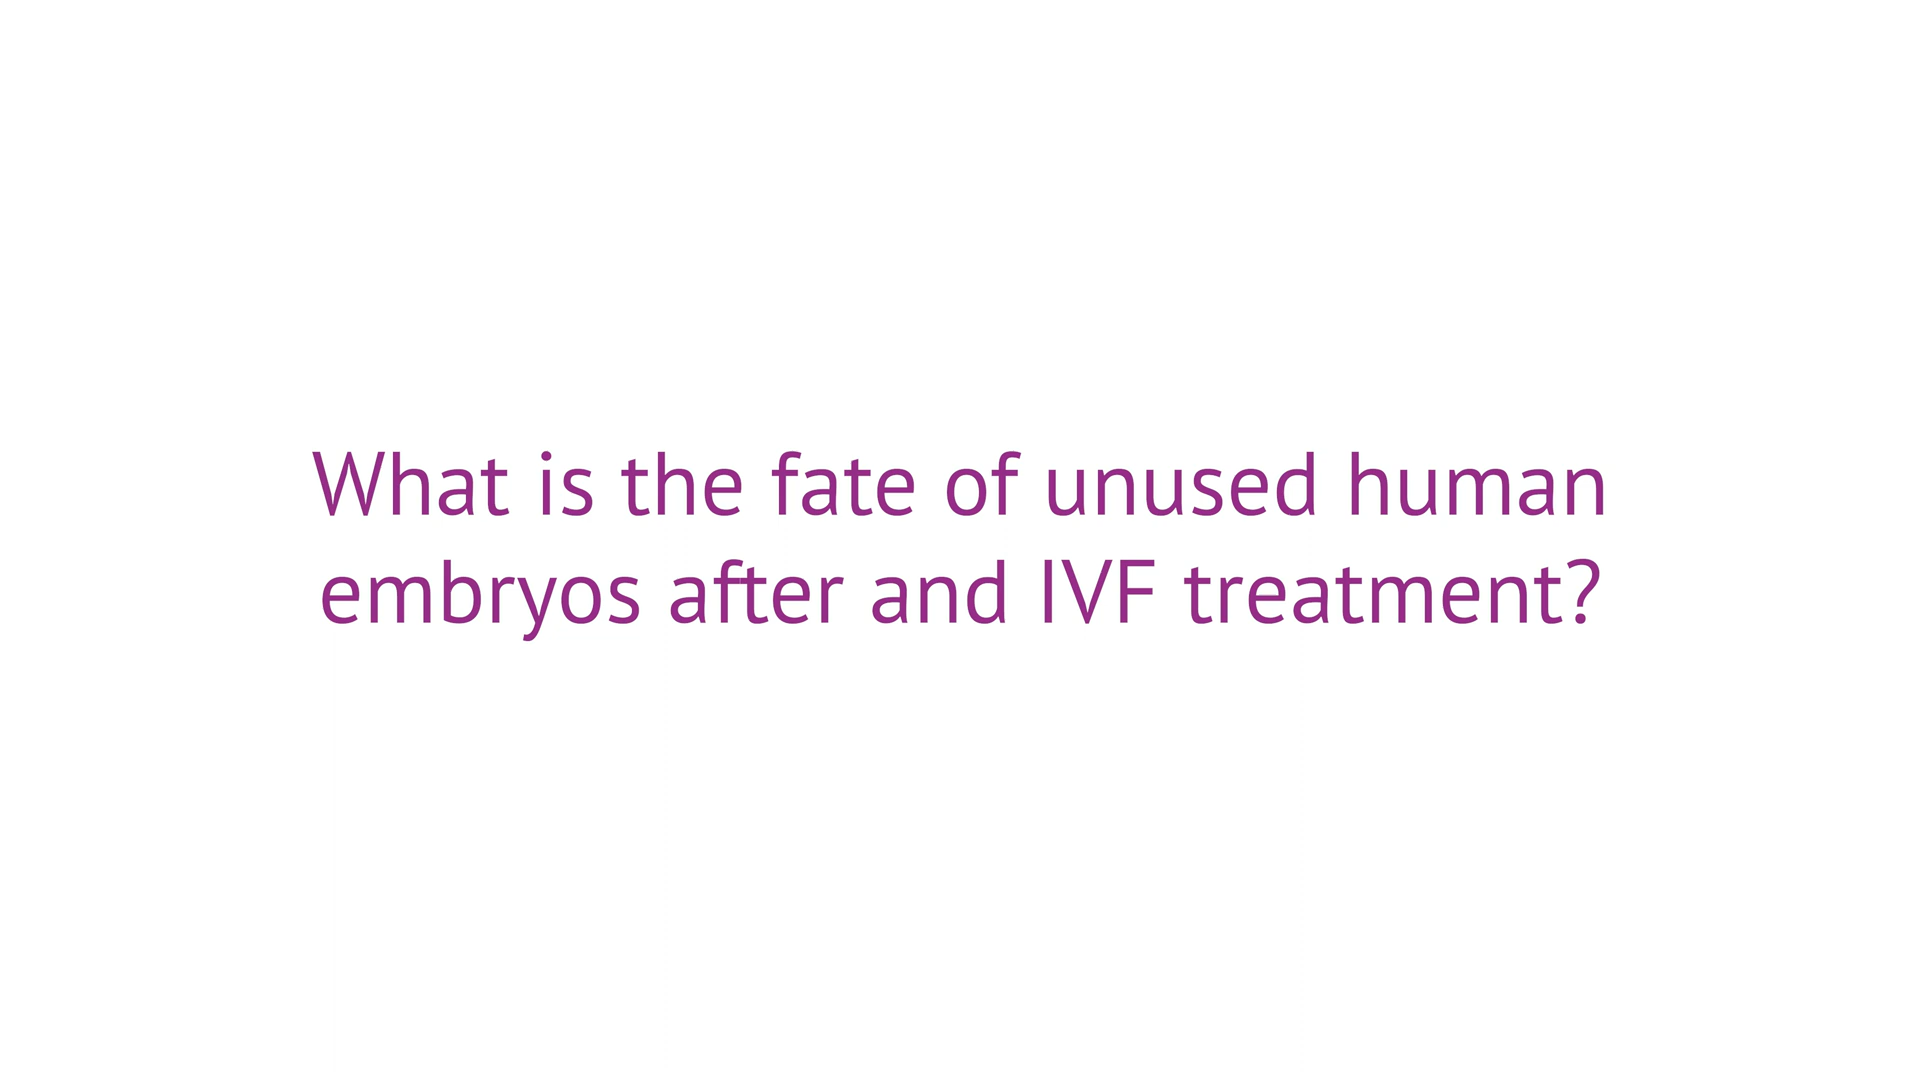 What is the fate of unused human
embryos after and IVF treatment?